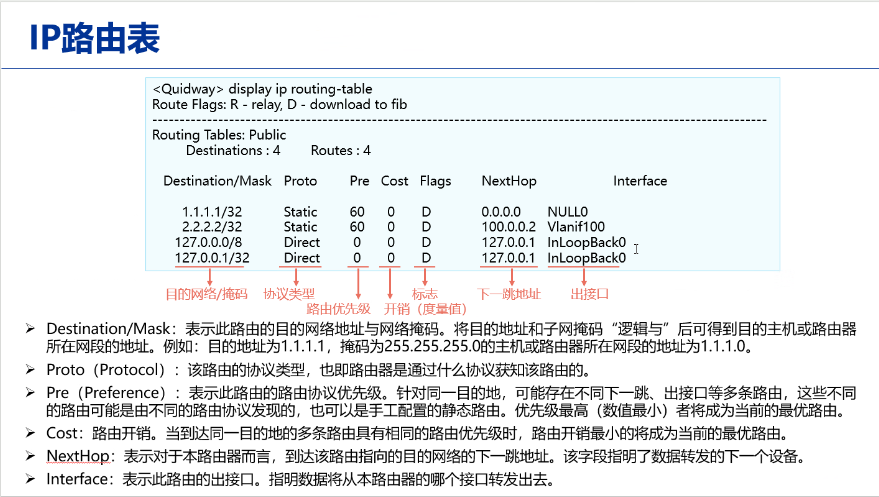 IP路由表
<Quidway> display ip routing-table
Route Flags: R - relay, D - download to fib
------------------------------------------------------------------------------
Routing Tables: Public
Destinations : 4 Routes : 4
Destination/Mask Proto Pre Cost Flags NextHop Interface
1.1.1.1/32 Static 60 0 D 0.0.0.0 NULL0
2.2.2.2/32 Static 60 0 D 100.0.0.2 Vlanif100
127.0.0.0/8 Direct 0 0 D 127.0.0.1 InLoopBack0
127.0.0.1/32 Direct 0 0 D 127.0.0.1 InLoopBack0
目的网络/掩码 协议类型 标志 下一跳地址 出接口
路由优先级 开销（度量值）
➢ Destination/Mask：表示此路由的目的网络地址与网络掩码。将目的地址和子网掩码“逻辑与”后可得到目的主机或路由器
所在网段的地址。例如：目的地址为1.1.1.1，掩码为255.255.255.0的主机或路由器所在网段的地址为1.1.1.0。
➢ Proto（Protocol）：该路由的协议类型，也即路由器是通过什么协议获知该路由的。
➢ Pre（Preference）：表示此路由的路由协议优先级。针对同一目的地，可能存在不同下一跳、出接口等多条路由，这些不同
的路由可能是由不同的路由协议发现的，也可以是手工配置的静态路由。优先级最高（数值最小）者将成为当前的最优路由。
➢ Cost：路由开销。当到达同一目的地的多条路由具有相同的路由优先级时，路由开销最小的将成为当前的最优路由。
➢ NextHop：表示对于本路由器而言，到达该路由指向的目的网络的下一跳地址。该字段指明了数据转发的下一个设备。
➢ Interface：表示此路由的出接口。指明数据将从本路由器的哪个接口转发出去。